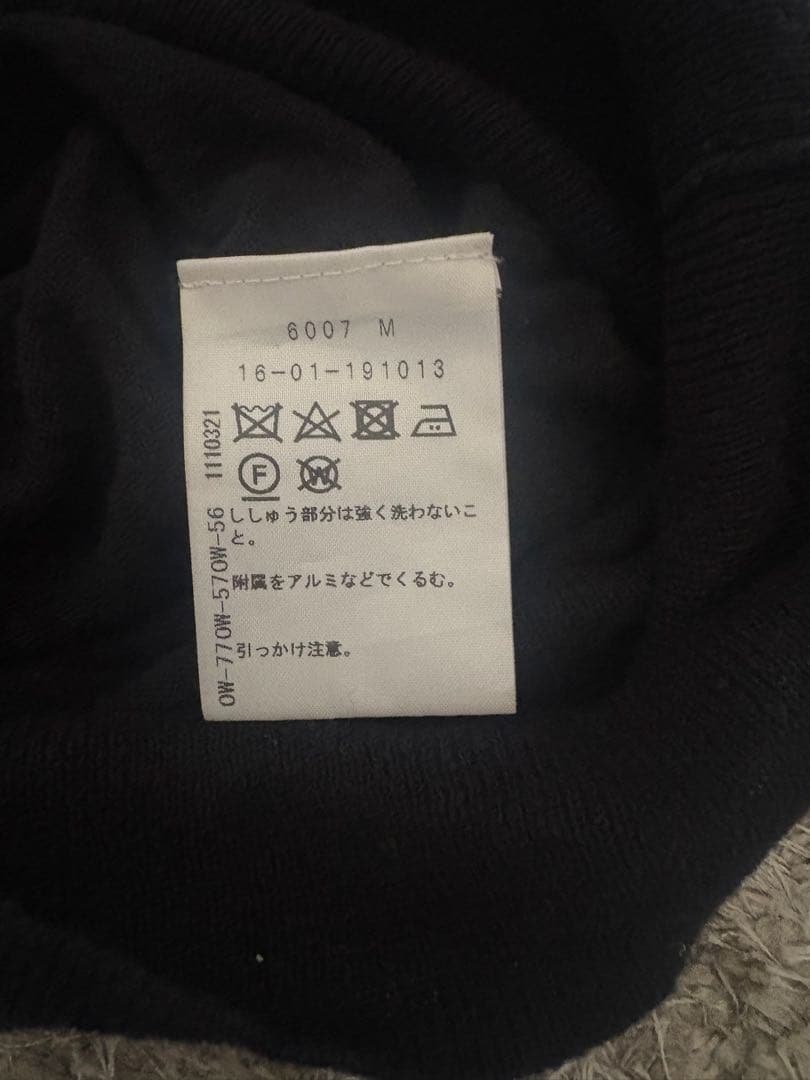 6007 M
16-01-191013
F
W
ししゅう部分は強く洗わないこ
と。
附属をアルミなどでくるむ。
引っかけ注意。
0W-770W-570W-56 1110321